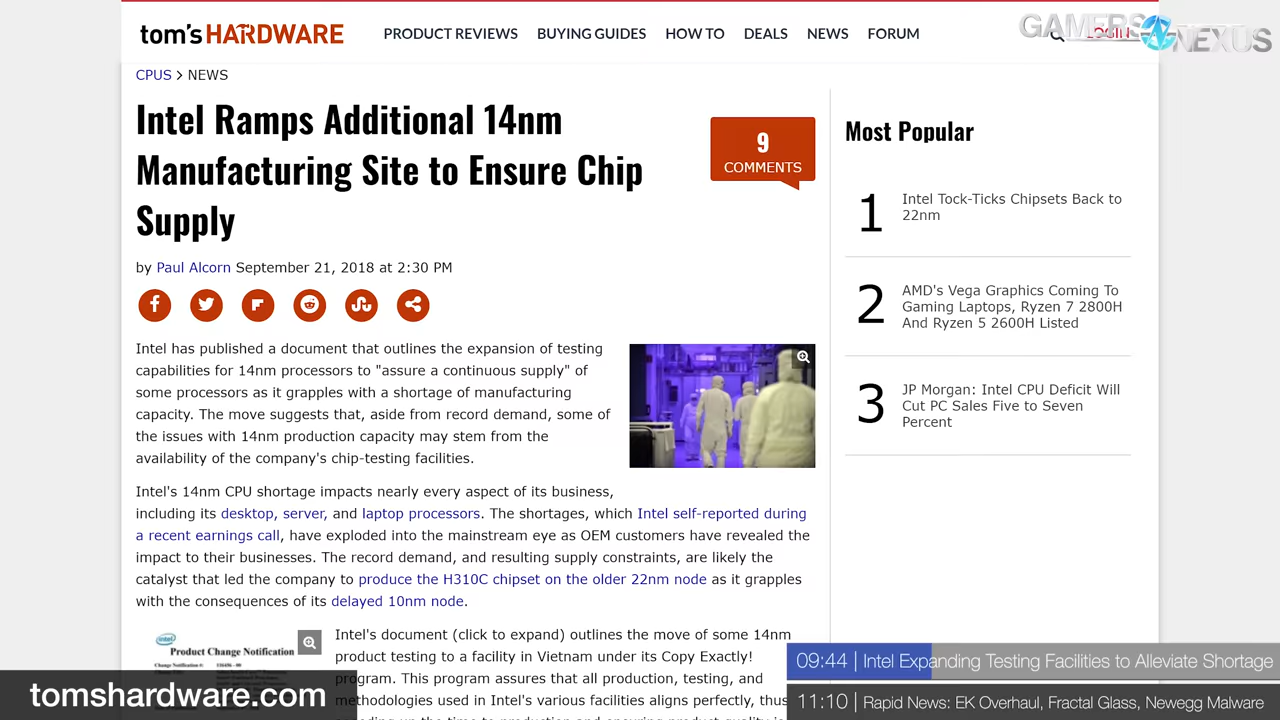 tom's HARDWARE
PRODUCT REVIEWS BUYING GUIDES HOW TO DEALS NEWS FORUM
LOGIN
GAMERS NEXUS
CPUS > NEWS
Intel Ramps Additional 14nm
Manufacturing Site to Ensure Chip
Supply
9
COMMENTS
by Paul Alcorn September 21, 2018 at 2:30 PM
Intel has published a document that outlines the expansion of testing
capabilities for 14nm processors to "assure a continuous supply" of
some processors as it grapples with a shortage of manufacturing
capacity. The move suggests that, aside from record demand, some of
the issues with 14nm production capacity may stem from the
availability of the company's chip-testing facilities.
Intel's 14nm CPU shortage impacts nearly every aspect of its business,
including its desktop, server, and laptop processors. The shortages, which Intel self-reported during
a recent earnings call, have exploded into the mainstream eye as OEM customers have revealed the
impact to their businesses. The record demand, and resulting supply constraints, are likely the
catalyst that led the company to produce the H310C chipset on the older 22nm node as it grapples
with the consequences of its delayed 10nm node.
intel
Product Change Notification
Intel's document (click to expand) outlines the move of some 14nm
product testing to a facility in Vietnam under its Copy Exactly!
program. This program assures that all production, testing, and
methodologies used in Intel's various facilities aligns perfectly, thus
Most Popular
1
Intel Tock-Ticks Chipsets Back to
22nm
2
AMD's Vega Graphics Coming To
Gaming Laptops, Ryzen 7 2800H
And Ryzen 5 2600H Listed
3
JP Morgan: Intel CPU Deficit Will
Cut PC Sales Five to Seven
Percent
09:44 | Intel Expanding Testing Facilities to Alleviate Shortage
11:10 | Rapid News: EK Overhaul, Fractal Glass, Newegg Malware
tomshardware.com